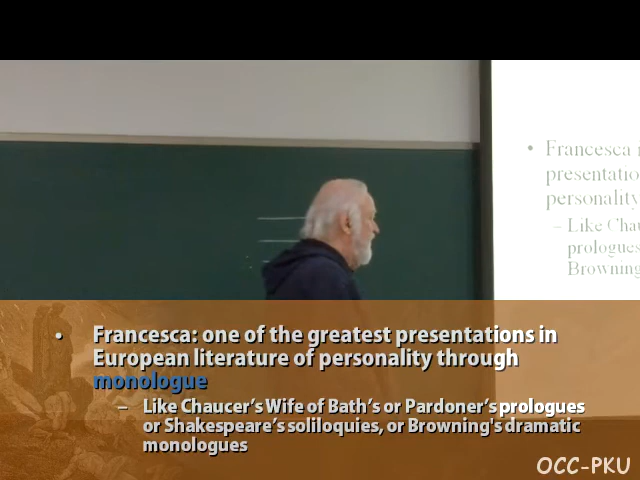 • Francesca
presentatio
personality
– Like Chau
prologues
Browning
• Francesca: one of the greatest presentations in
European literature of personality through
monologue
– Like Chaucer's Wife of Bath's or Pardoner's prologues
or Shakespeare's soliloquies, or Browning's dramatic
monologues
OCC-PKU